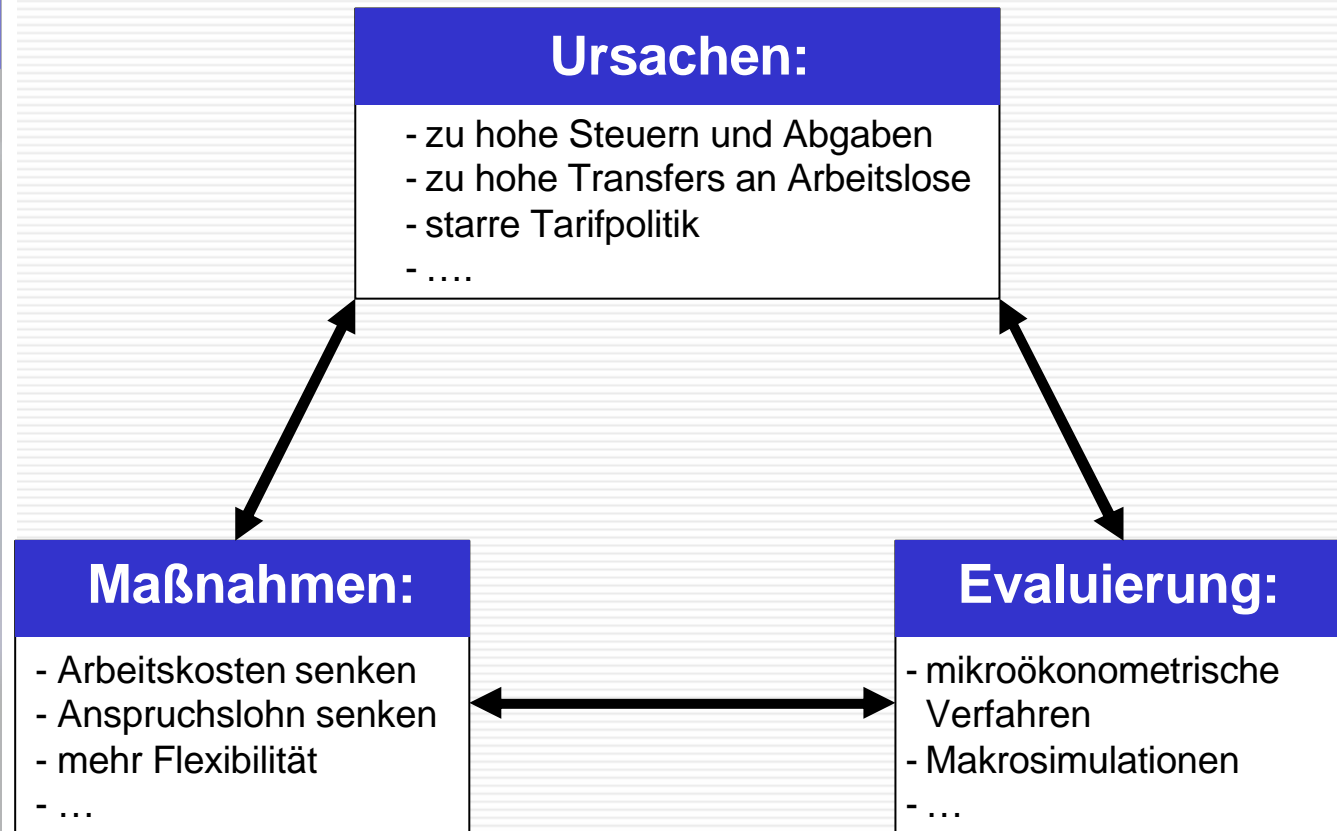 Ursachen:
- zu hohe Steuern und Abgaben
- zu hohe Transfers an Arbeitslose
- starre Tarifpolitik
- ….
Maßnahmen:
- Arbeitskosten senken
- Anspruchslohn senken
- mehr Flexibilität
- …
Evaluierung:
- mikroökonometrische
Verfahren
- Makrosimulationen
- …